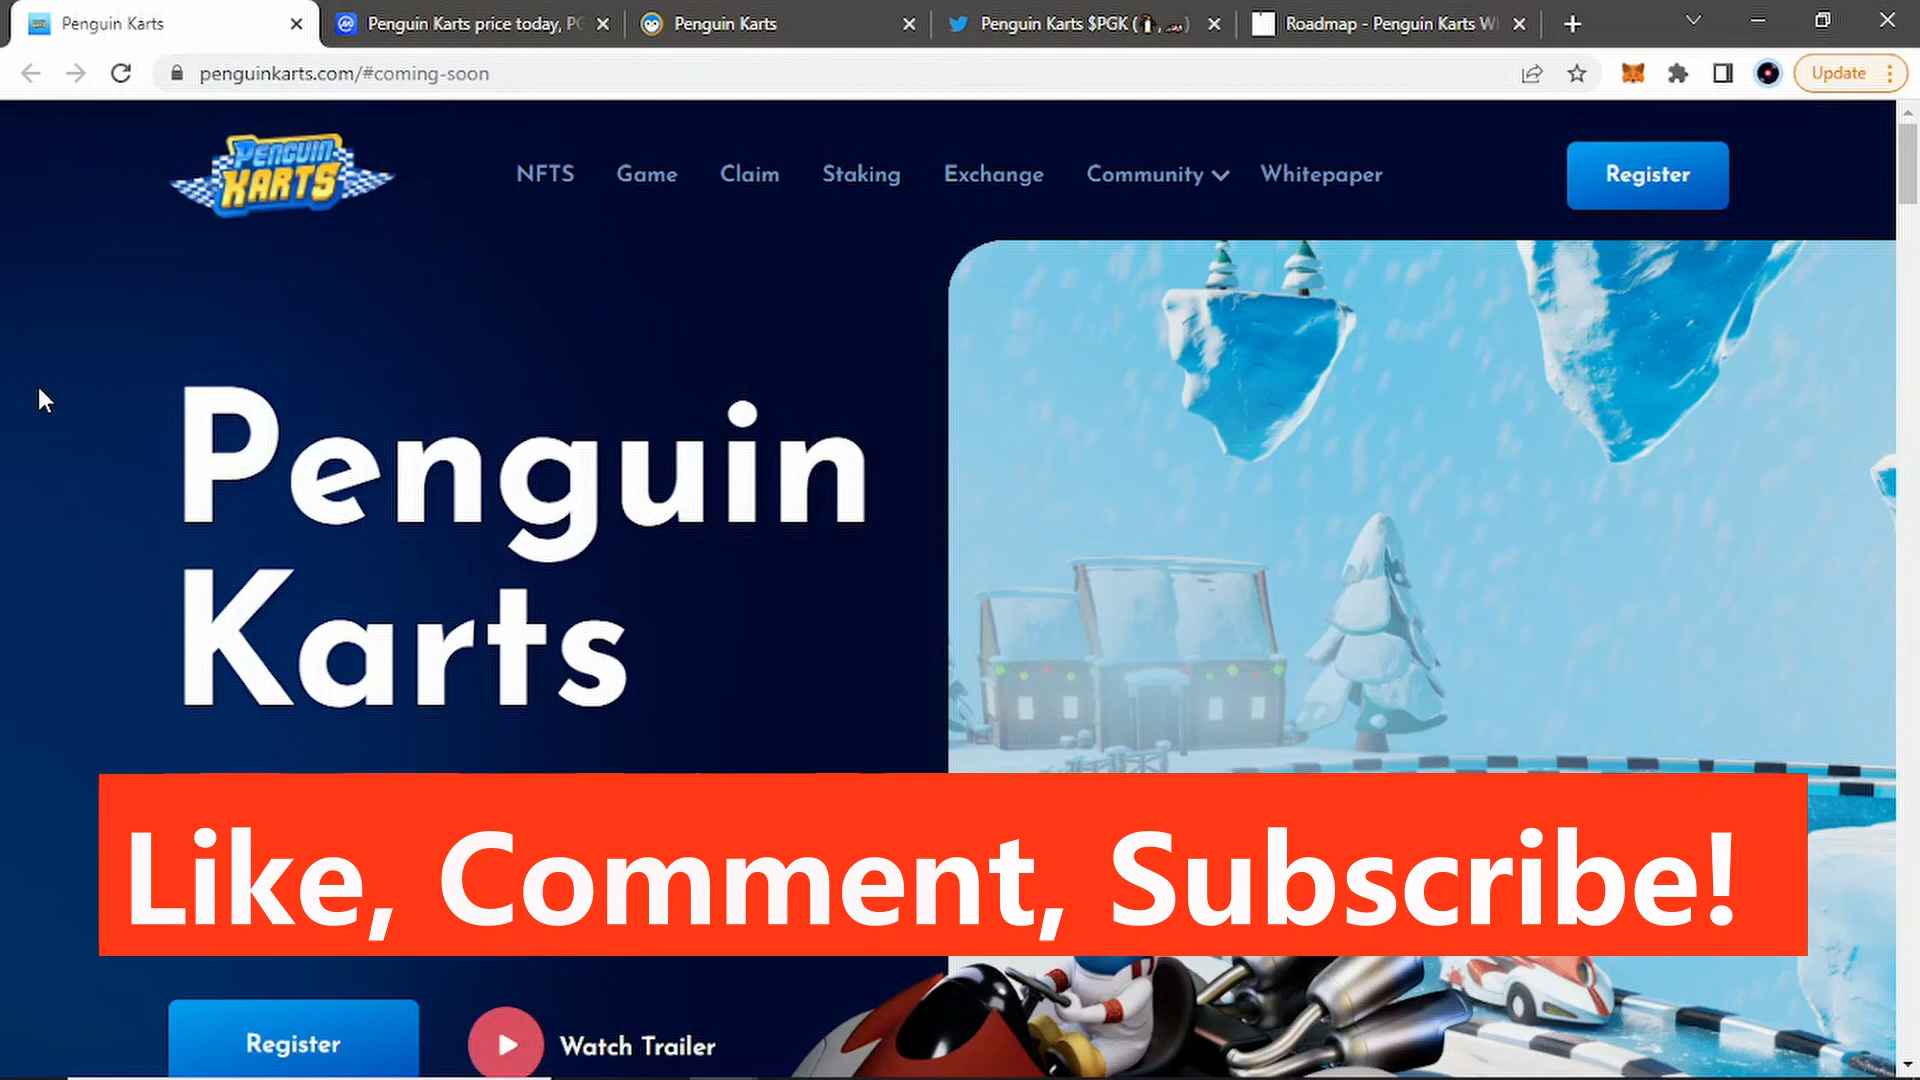 Penguin Karts
Penguin Karts price today, PG
Penguin Karts
Penguin Karts $PGK (
Roadmap - Penguin Karts W
penguinkarts.com/#coming-soon
Update
PENGUIN
KARTS
NFTS
Game
Claim
Staking
Exchange
Community
Whitepaper
Register
Penguin
Karts
Like, Comment, Subscribe!
Register
Watch Trailer